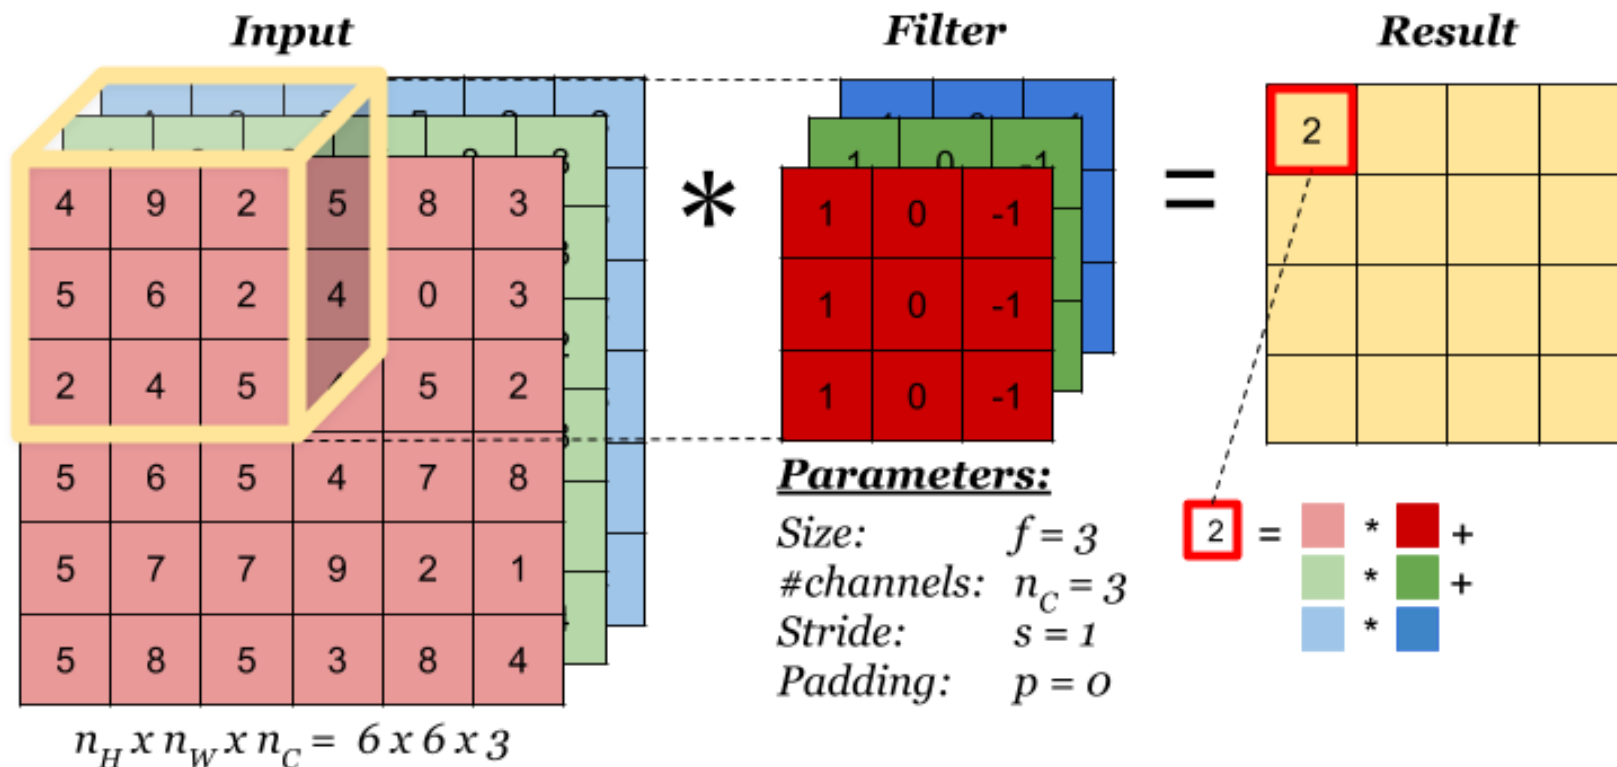 Input Filter Result
1 0 -1
2
4 9 2 5 8 3
5 6 2 4 0 3
2 4 5 5 2
5 6 5 4 7 8
5 7 7 9 2 1
5 8 5 3 8 4
n_H x n_W x n_C = 6 x 6 x 3
*
1 0 -1
1 0 -1
1 0 -1
=
Parameters:
Size: f = 3
#channels: n_C = 3
Stride: s = 1
Padding: p = 0
2 = * +
* +
*